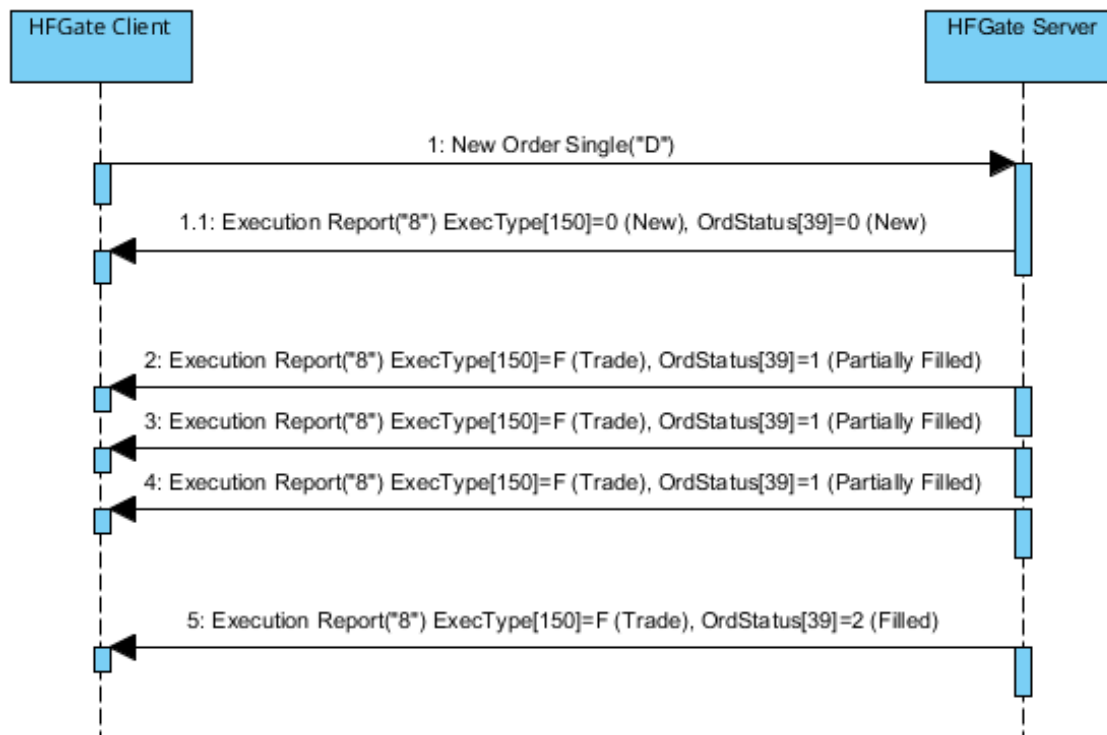 HFGate Client
HFGate Server
1: New Order Single("D")
1.1: Execution Report("8") ExecType[150]=0 (New), OrdStatus[39]=0 (New)
2: Execution Report("8") ExecType[150]=F (Trade), OrdStatus[39]=1 (Partially Filled)
3: Execution Report("8") ExecType[150]=F (Trade), OrdStatus[39]=1 (Partially Filled)
4: Execution Report("8") ExecType[150]=F (Trade), OrdStatus[39]=1 (Partially Filled)
5: Execution Report("8") ExecType[150]=F (Trade), OrdStatus[39]=2 (Filled)